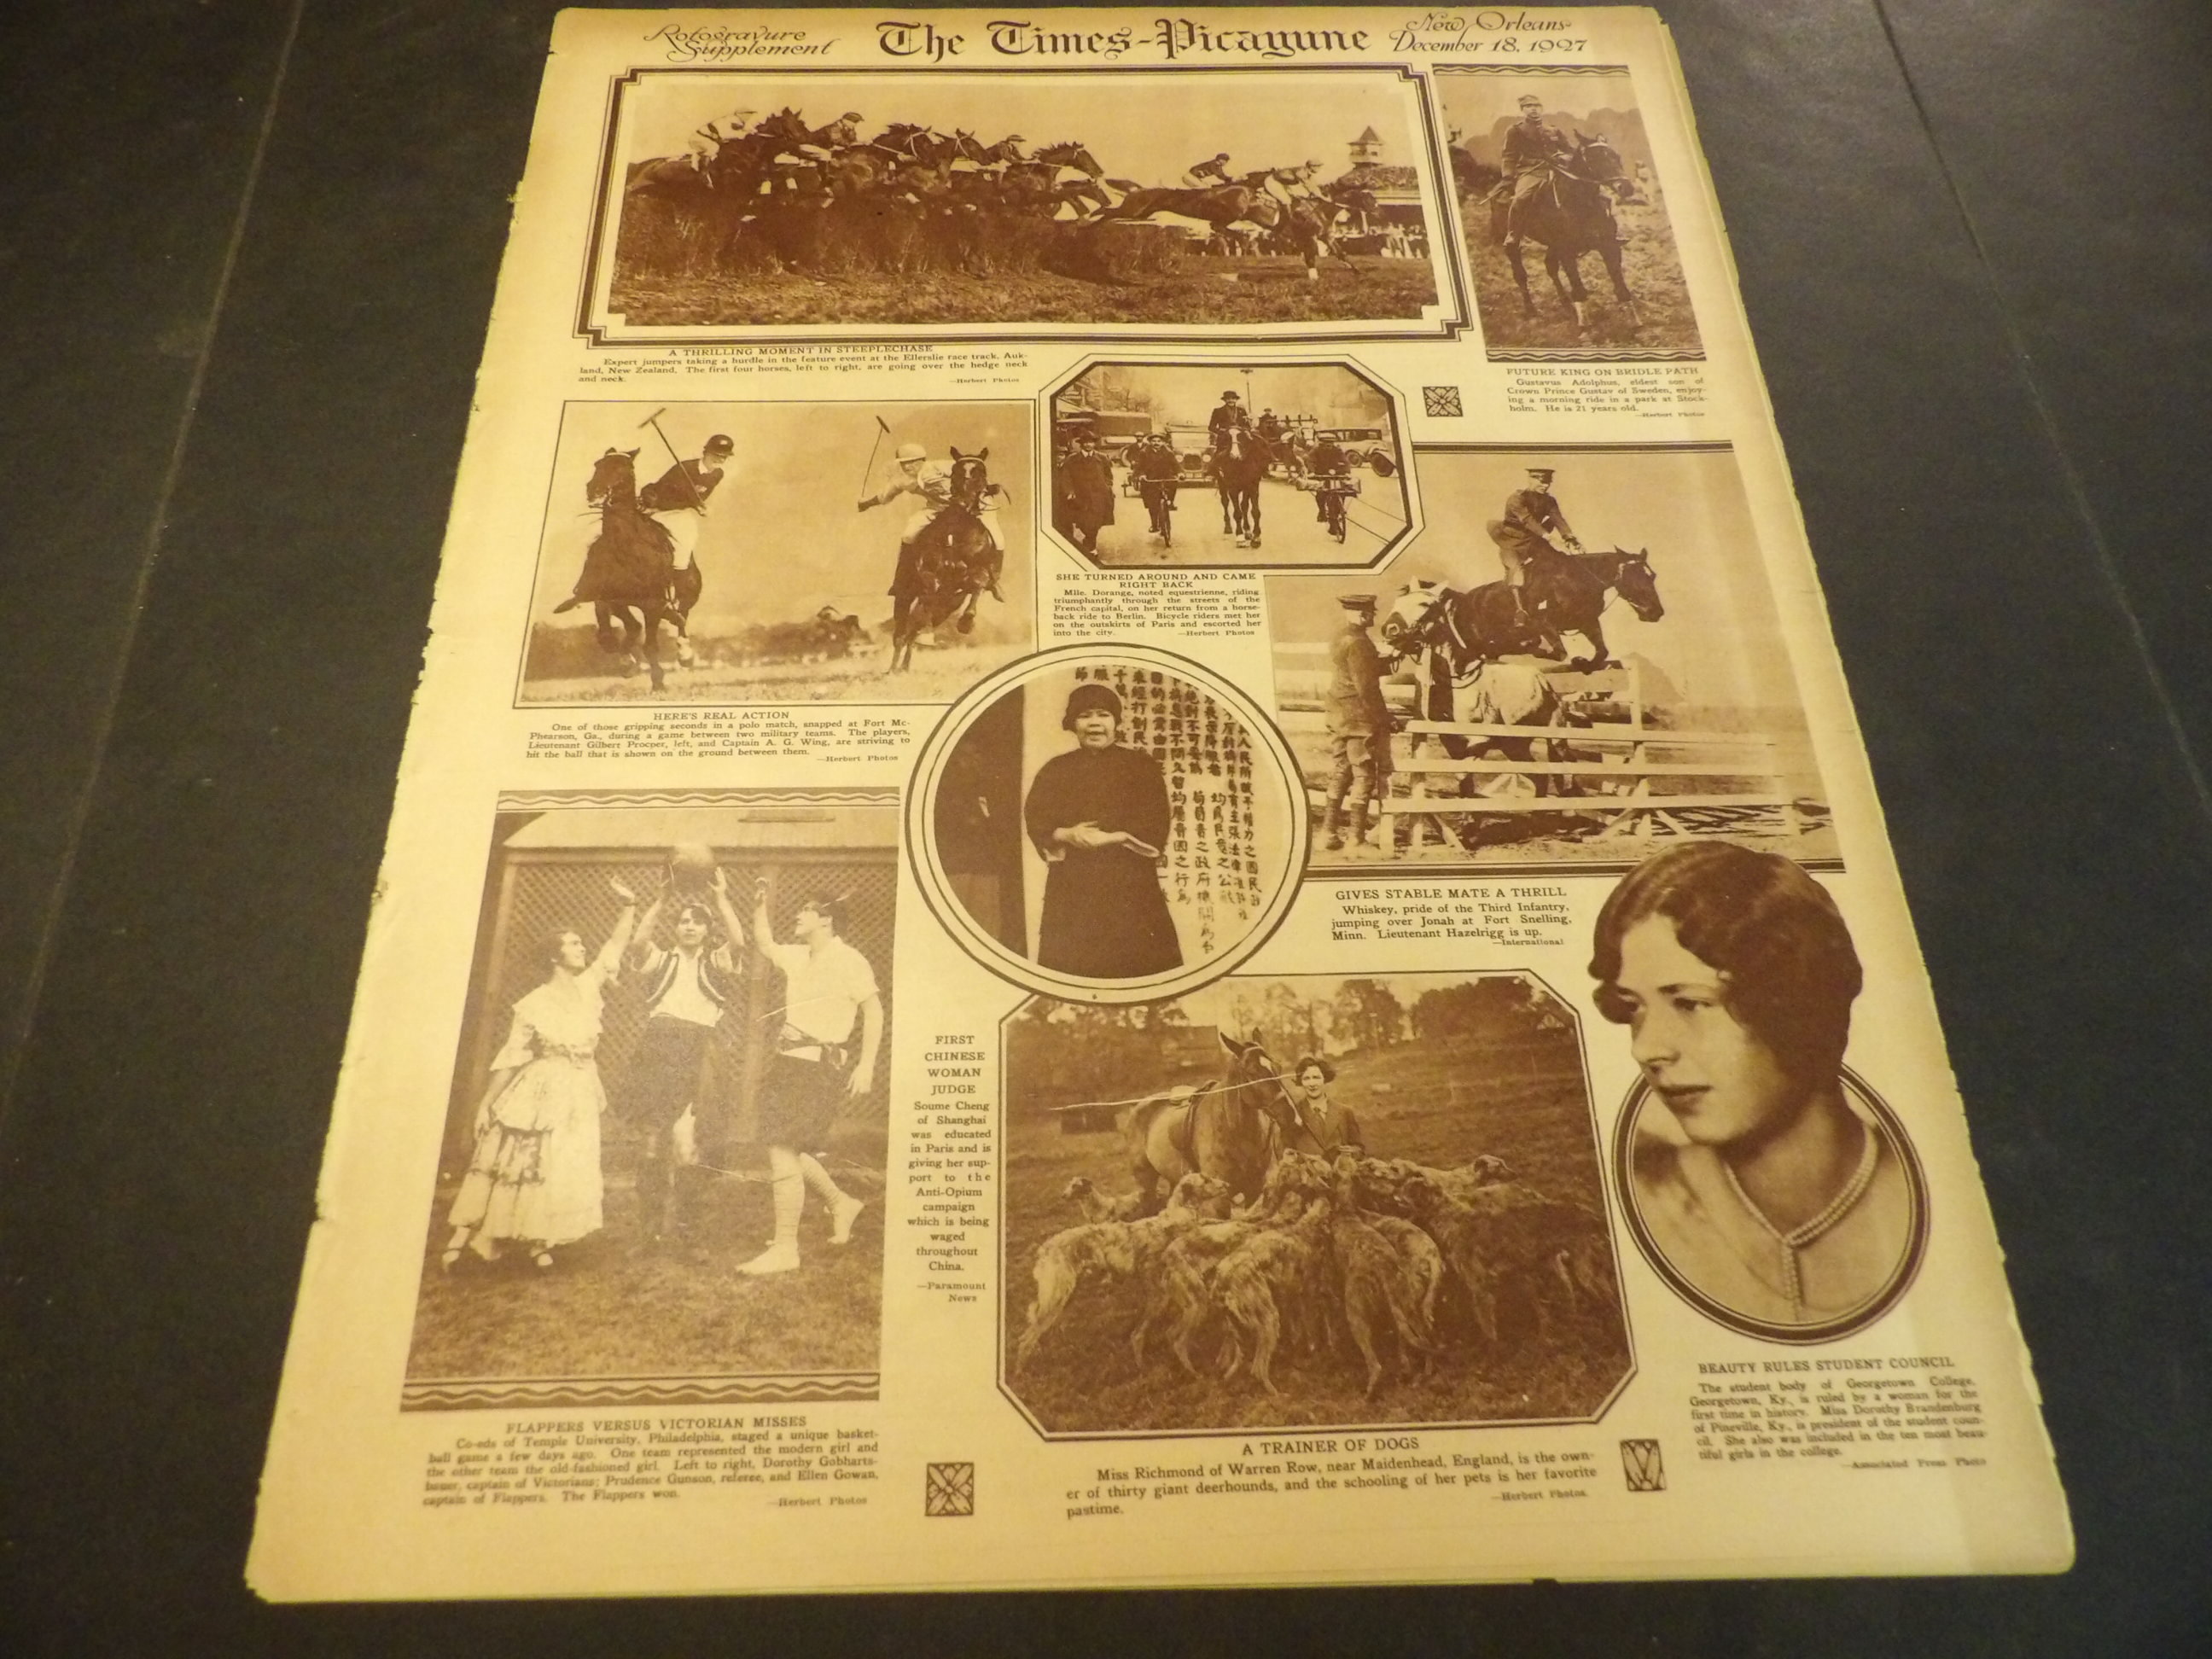 Rotogravure
Supplement
The Times-Picayune
New Orleans
December 18, 1927
A THRILLING MOMENT IN STEEPLECHASE
Expert jumpers taking a hurdle in the feature event at the Ellerslie race track, Auk-
land, New Zealand. The first four horses, left to right, are going over the hedge neck
and neck.
—Herbert Photos
FUTURE KING ON BRIDLE PATH
Gustavus Adolphus, eldest son of
Crown Prince Gustav of Sweden, enjoy-
ing a morning ride in a park at Stock-
holm. He is 21 years old.
—Herbert Photos
SHE TURNED AROUND AND CAME
RIGHT BACK
Mlle. Dorange, noted equestrienne, riding
triumphantly through the streets of the
French capital, on her return from a horse-
back ride to Berlin. Bicycle riders met her
on the outskirts of Paris and escorted her
into the city.
—Herbert Photos
HERE'S REAL ACTION
One of those gripping seconds in a polo match, snapped at Fort Mc-
Phearson, Ga., during a game between two military teams. The players,
Lieutenant Gilbert Procper, left, and Captain A. G. Wing, are striving to
hit the ball that is shown on the ground between them.
—Herbert Photos
GIVES STABLE MATE A THRILL
Whiskey, pride of the Third Infantry,
jumping over Jonah at Fort Snelling,
Minn. Lieutenant Hazelrigg is up.
—International
FIRST
CHINESE
WOMAN
JUDGE
Soume Cheng
of Shanghai
was educated
in Paris and is
giving her sup-
port to the
Anti-Opium
campaign
which is being
waged
throughout
China.
—Paramount
News
FLAPPERS VERSUS VICTORIAN MISSES
Co-eds of Temple University, Philadelphia, staged a unique basket-
ball game a few days ago. One team represented the modern girl and
the other team the old-fashioned girl. Left to right, Dorothy Gobharts-
bauer, captain of Victorians; Prudence Gunson, referee, and Ellen Gowan,
captain of Flappers. The Flappers won.
—Herbert Photos
A TRAINER OF DOGS
Miss Richmond of Warren Row, near Maidenhead, England, is the own-
er of thirty giant deerhounds, and the schooling of her pets is her favorite
pastime.
—Herbert Photos.
BEAUTY RULES STUDENT COUNCIL
The student body of Georgetown College,
Georgetown, Ky., is ruled by a woman for the
first time in history. Miss Dorothy Brandenburg
of Pineville, Ky., is president of the student coun-
cil. She also was included in the ten most beau-
tiful girls in the college.
—Associated Press Photo